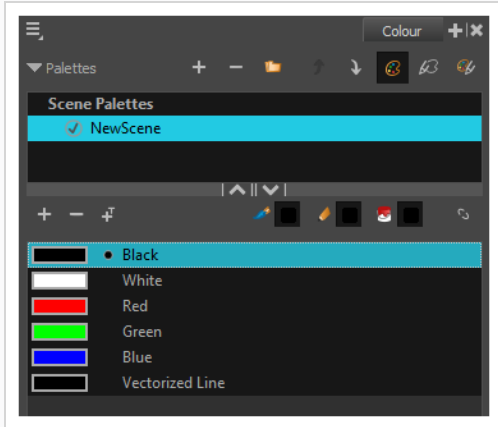 Colour
Palettes
Scene Palettes
NewScene
Black
White
Red
Green
Blue
Vectorized Line